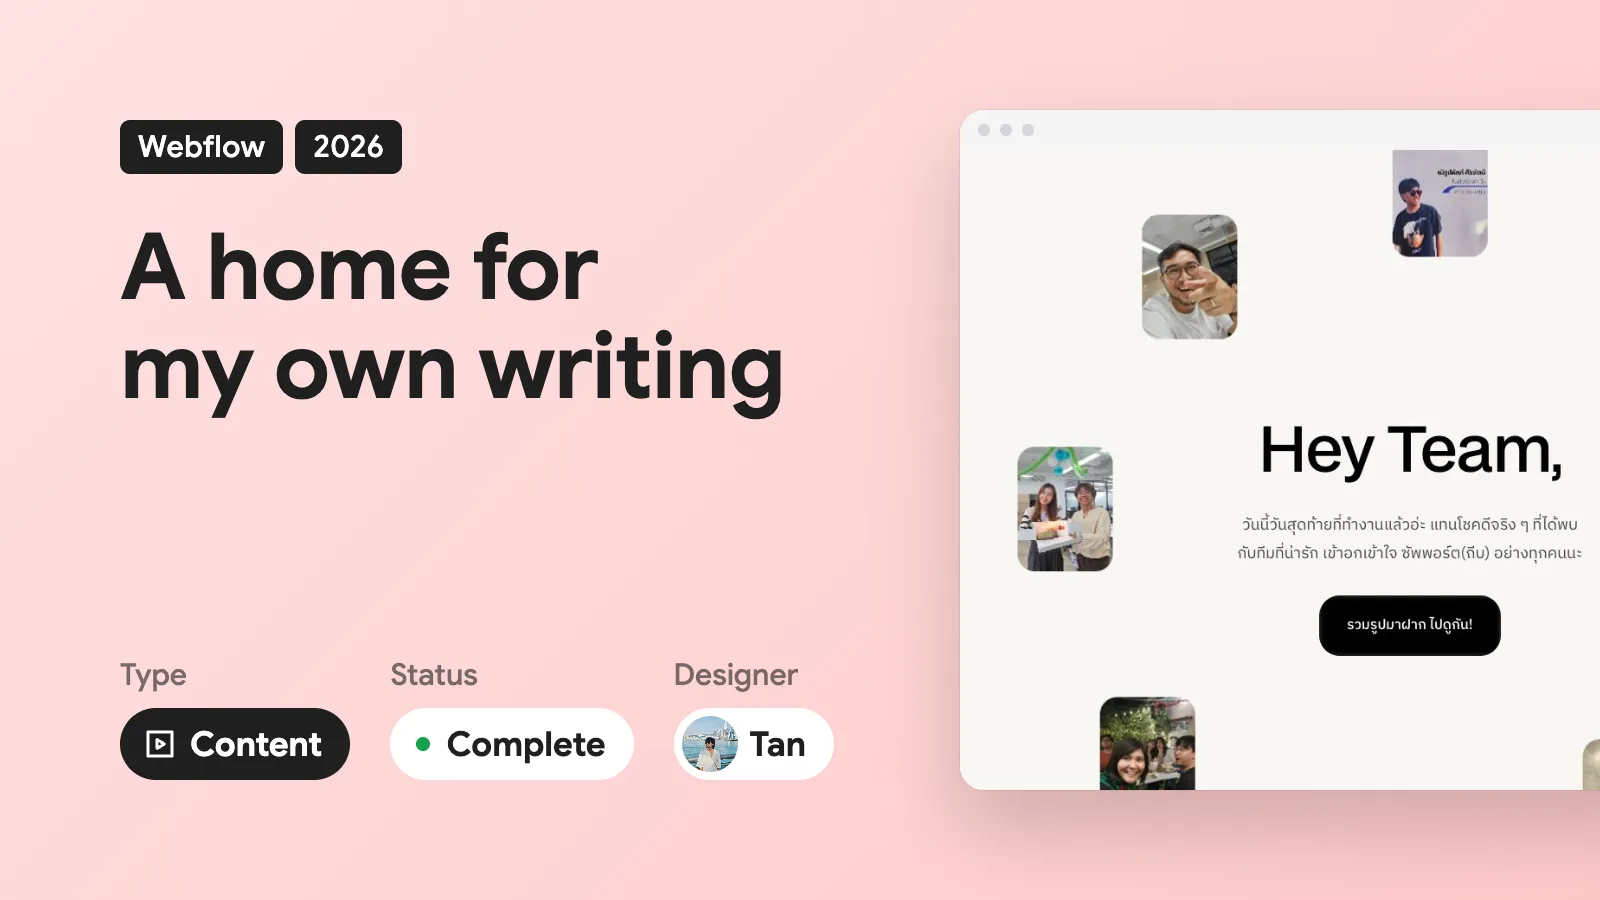 Webflow 2026
A home for
my own writing
Type Status Designer
Content Complete Tan
Hey Team,
วันนี้วันสุดท้ายที่ทำงานแล้วอ่ะ แทนโชคดีจริง ๆ ที่ได้พบ
กับทีมที่น่ารัก เข้าอกเข้าใจ ซัพพอร์ต(ถีบ) อย่างทุกคนนะ
รวมรูปมาฝาก ไปดูกัน!